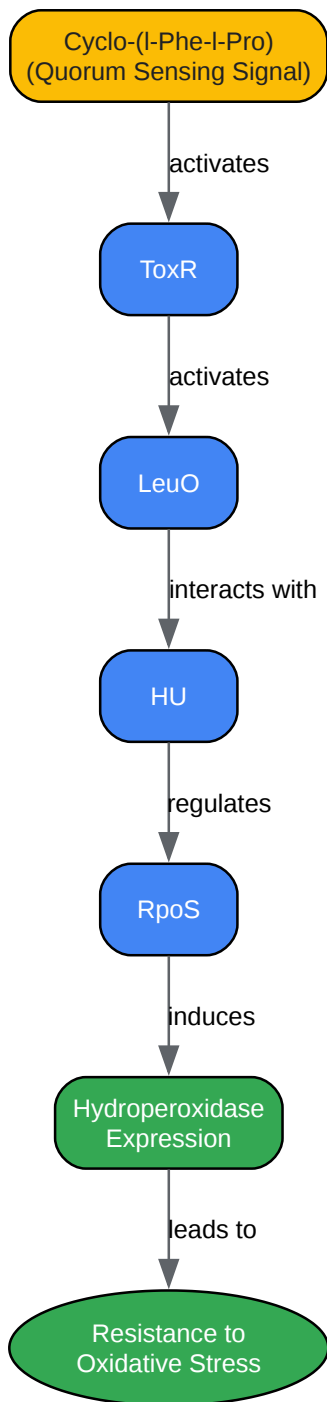 Cyclo-(l-Phe-l-Pro)
(Quorum Sensing Signal)
activates
ToxR
activates
LeuO
interacts with
HU
regulates
RpoS
induces
Hydroperoxidase
Expression
leads to
Resistance to
Oxidative Stress